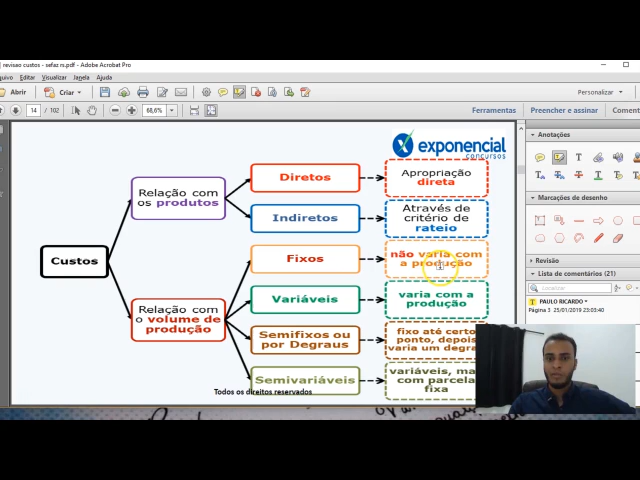 revisao custos - sefaz rs.pdf - Adobe Acrobat Pro
quivo Editar Visualizar Janela Ajuda
Abrir
Criar
Personalizar
14 / 102
68,6%
Ferramentas
Preencher e assinar
Comentário
exponencial
concursos
Custos
Relação com
os produtos
Diretos
Apropriação
direta
Indiretos
Através de
critério de
rateio
Relação com
o volume de
produção
Fixos
não varia com
a produção
Variáveis
varia com a
produção
Semifixos ou
por Degraus
fixo até certo
ponto, depois
varia um degrau
Semivariáveis
variáveis, mas
com parcela
fixa
Todos os direitos reservados
Anotações
Marcações de desenho
Revisão
Lista de comentários (21)
Localizar
PAULO RICARDO
Página 3 25/01/2019 23:03:40